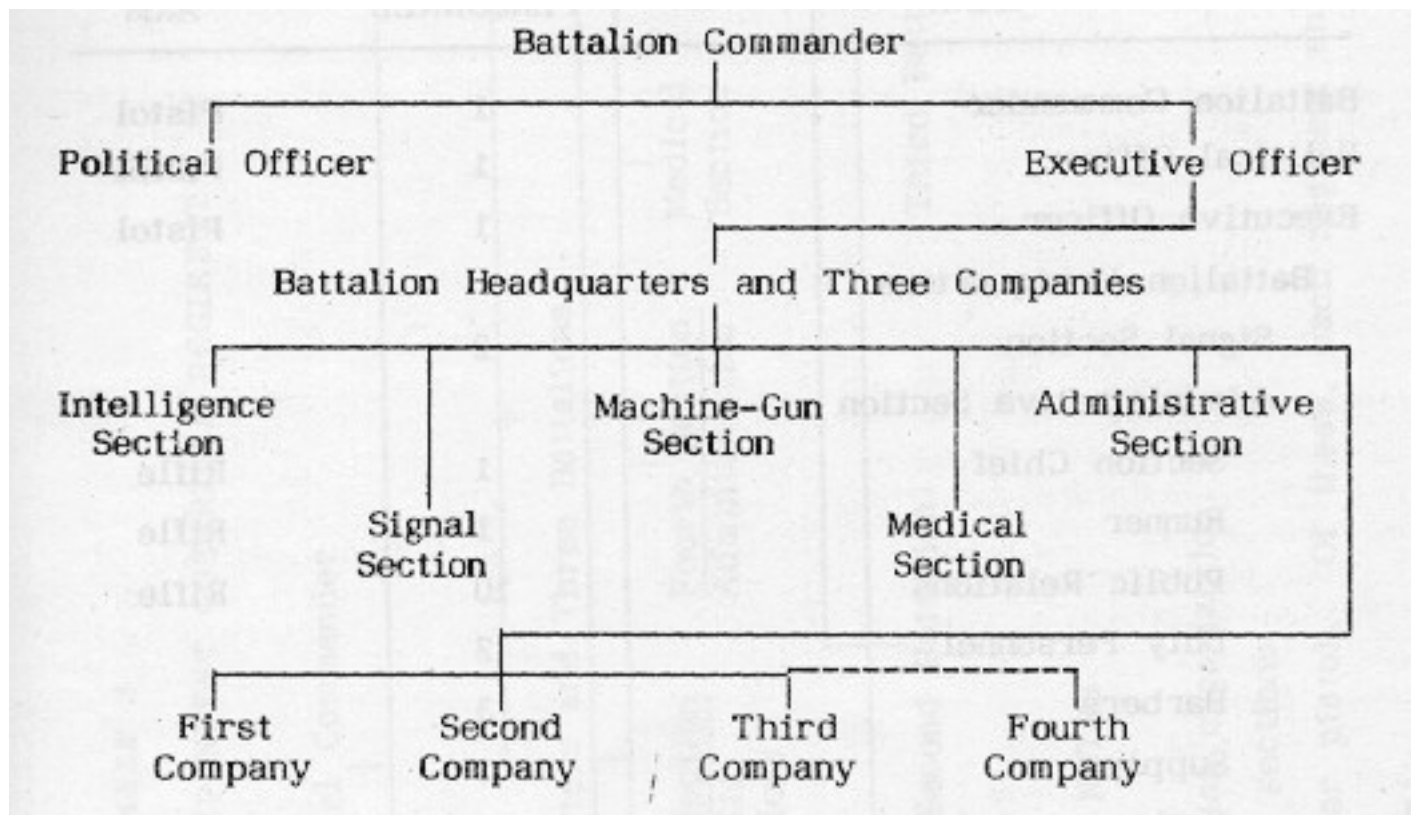 Battalion Commander
Political Officer
Executive Officer
Battalion Headquarters and Three Companies
Intelligence
Section
Machine-Gun
Section
Administrative
Section
Signal
Section
Medical
Section
First
Company
Second
Company
Third
Company
Fourth
Company